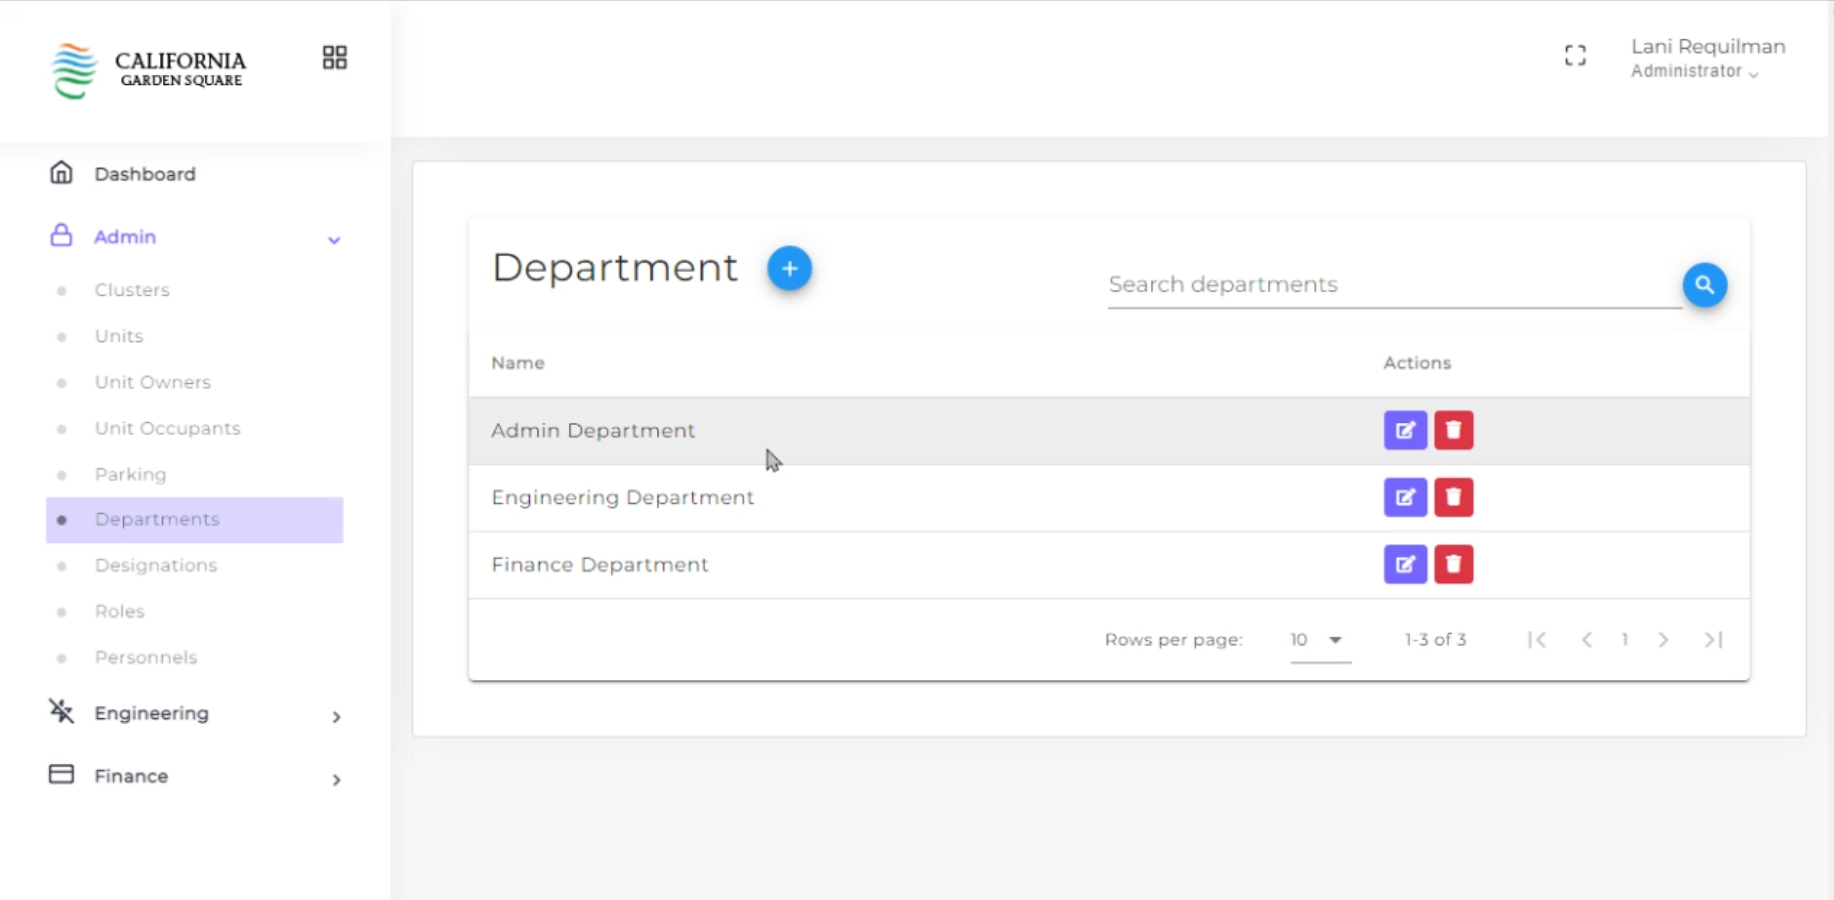 CALIFORNIA
GARDEN SQUARE
Lani Requilman
Administrator
Dashboard
Admin
Clusters
Units
Unit Owners
Unit Occupants
Parking
Departments
Designations
Roles
Personnels
Engineering
Finance
Department
Search departments
Name
Actions
Admin Department
Engineering Department
Finance Department
Rows per page:
10
1-3 of 3
1